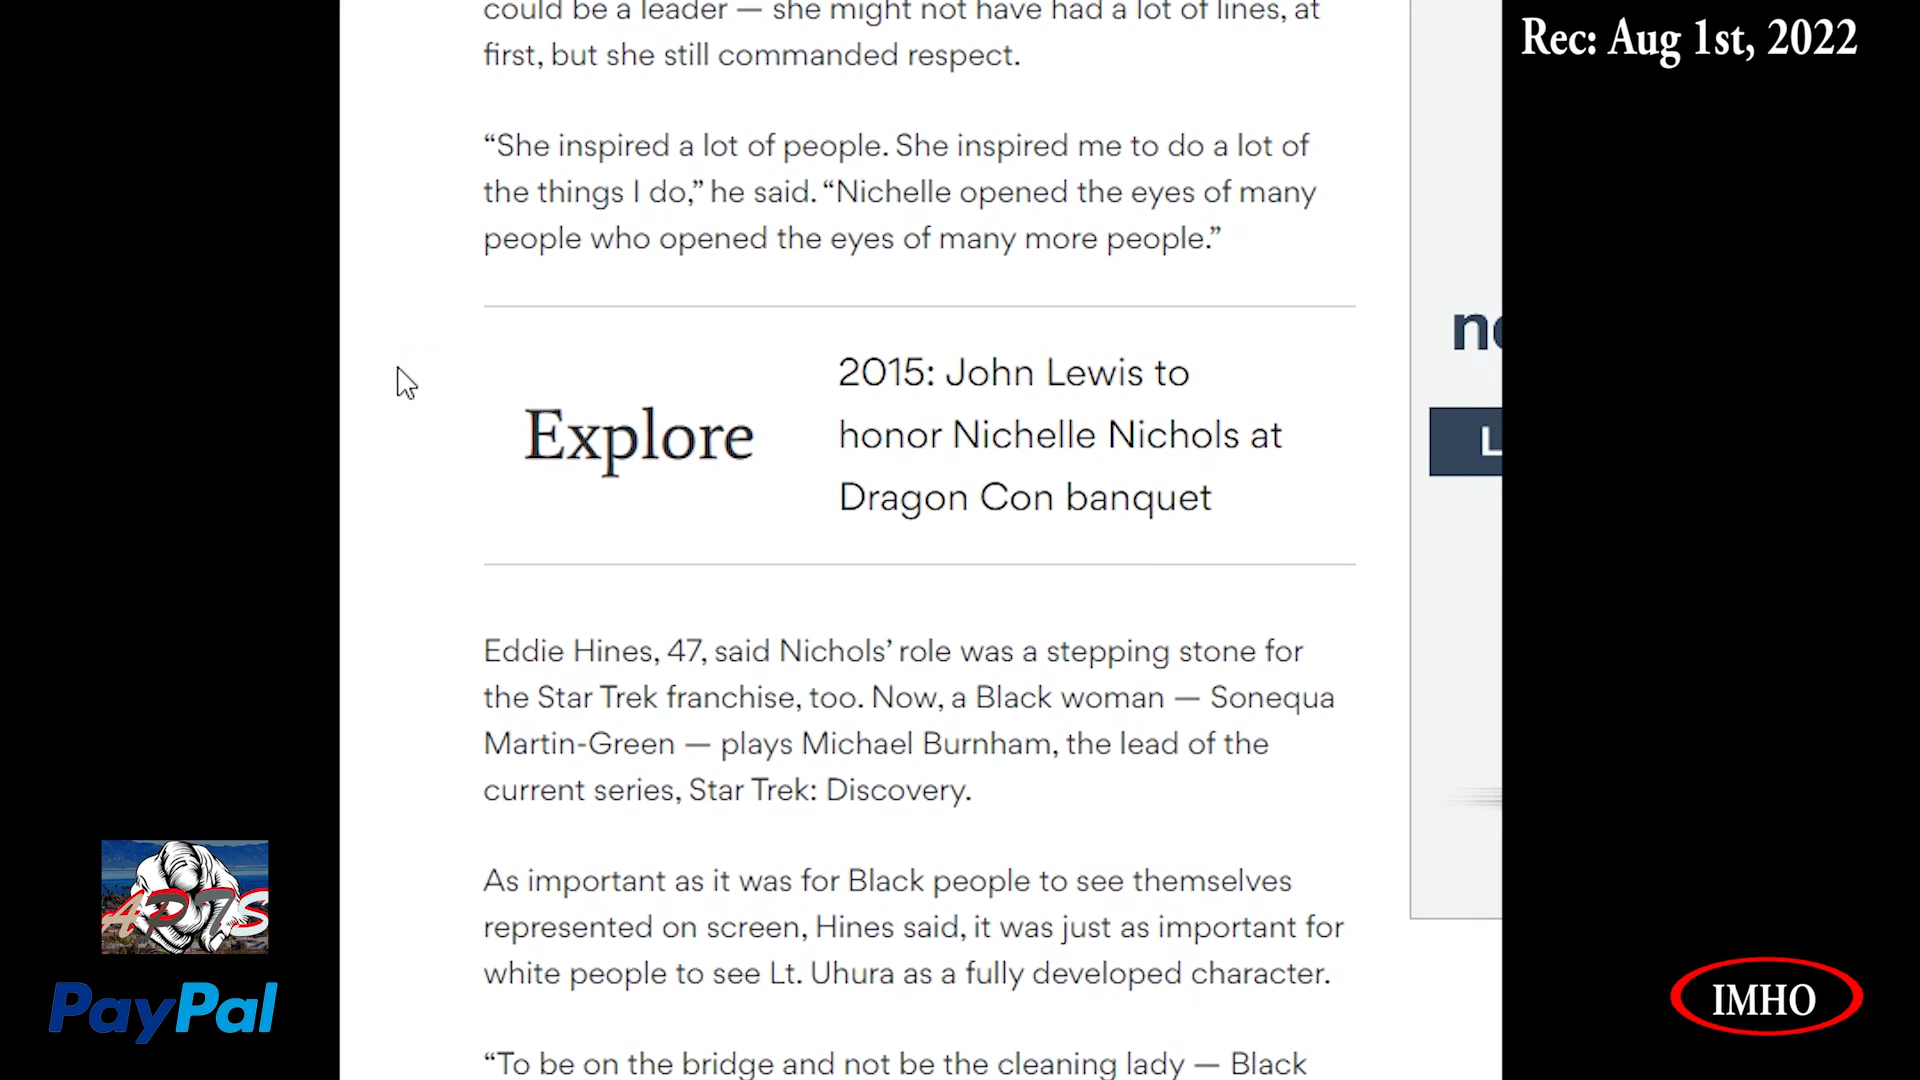 could be a leader — she might not have had a lot of lines, at
first, but she still commanded respect.
“She inspired a lot of people. She inspired me to do a lot of
the things I do,” he said. “Nichelle opened the eyes of many
people who opened the eyes of many more people.”
Explore
2015: John Lewis to
honor Nichelle Nichols at
Dragon Con banquet
Eddie Hines, 47, said Nichols’ role was a stepping stone for
the Star Trek franchise, too. Now, a Black woman — Sonequa
Martin-Green — plays Michael Burnham, the lead of the
current series, Star Trek: Discovery.
As important as it was for Black people to see themselves
represented on screen, Hines said, it was just as important for
white people to see Lt. Uhura as a fully developed character.
“To be on the bridge and not be the cleaning lady — Black
Rec: Aug 1st, 2022
ARTS
PayPal
IMHO